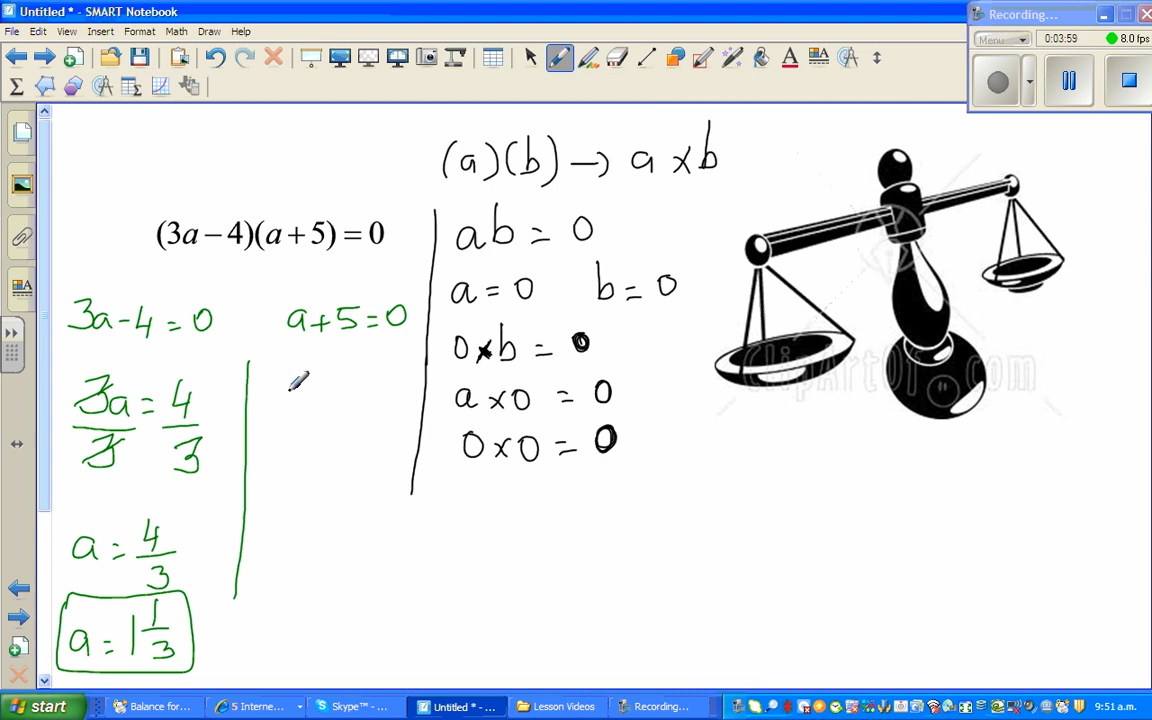 Untitled * - SMART Notebook
Recording...
File Edit View Insert Format Math Draw Help
Menu
0:03:59
8.0 fps
(a)(b) → a × b
(3a − 4)(a + 5) = 0
ab = 0
a = 0 b = 0
3a - 4 = 0
a + 5 = 0
0 × b = 0
3a/3 = 4/3
a × 0 = 0
0 × 0 = 0
a = 4/3
a = 1 1/3
ClipArtOf.com
start
Balance for...
5 Interne...
Skype™ - ...
Untitled * - ...
Lesson Videos
Recording...
9:51 a.m.